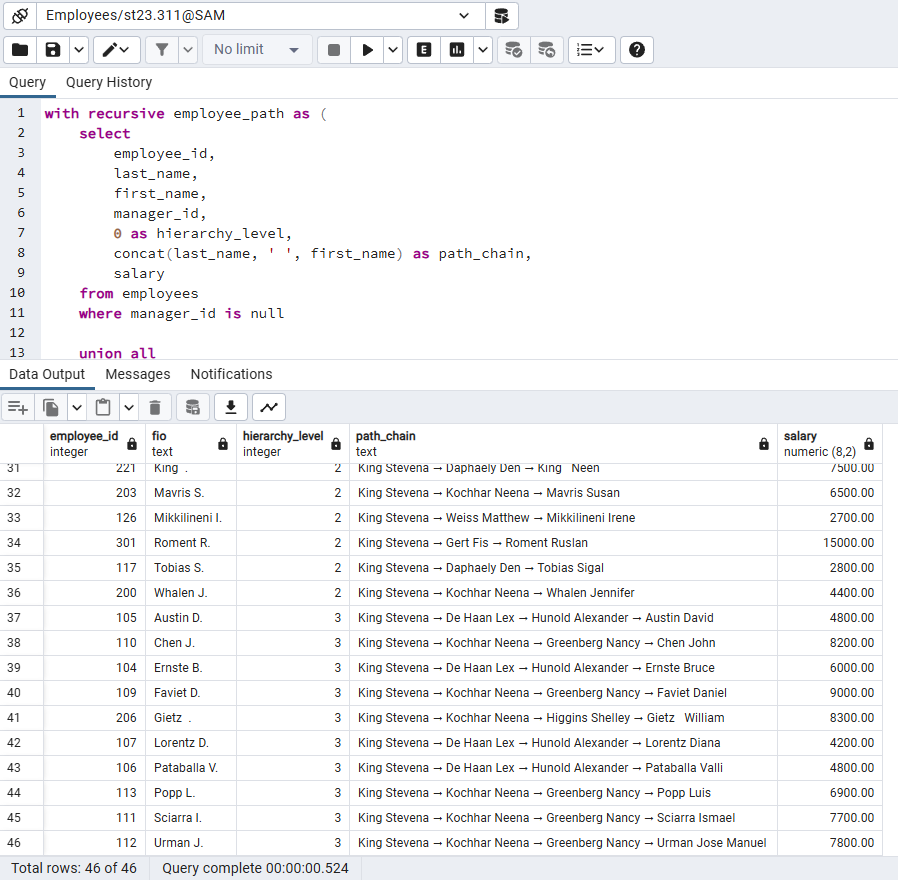 Employees/st23.311@SAM
No limit
E
Query Query History
1 with recursive employee_path as (
2 select
3 employee_id,
4 last_name,
5 first_name,
6 manager_id,
7 0 as hierarchy_level,
8 concat(last_name, ' ', first_name) as path_chain,
9 salary
10 from employees
11 where manager_id is null
12
13 union all
Data Output Messages Notifications
employee_id fio hierarchy_level path_chain salary
integer text integer text numeric (8,2)
31 221 King . 2 King Stevena → Daphaely Den → King Neen 7500.00
32 203 Mavris S. 2 King Stevena → Kochhar Neena → Mavris Susan 6500.00
33 126 Mikkilineni I. 2 King Stevena → Weiss Matthew → Mikkilineni Irene 2700.00
34 301 Roment R. 2 King Stevena → Gert Fis → Roment Ruslan 15000.00
35 117 Tobias S. 2 King Stevena → Daphaely Den → Tobias Sigal 2800.00
36 200 Whalen J. 2 King Stevena → Kochhar Neena → Whalen Jennifer 4400.00
37 105 Austin D. 3 King Stevena → De Haan Lex → Hunold Alexander → Austin David 4800.00
38 110 Chen J. 3 King Stevena → Kochhar Neena → Greenberg Nancy → Chen John 8200.00
39 104 Ernste B. 3 King Stevena → De Haan Lex → Hunold Alexander → Ernste Bruce 6000.00
40 109 Faviet D. 3 King Stevena → Kochhar Neena → Greenberg Nancy → Faviet Daniel 9000.00
41 206 Gietz . 3 King Stevena → Kochhar Neena → Higgins Shelley → Gietz William 8300.00
42 107 Lorentz D. 3 King Stevena → De Haan Lex → Hunold Alexander → Lorentz Diana 4200.00
43 106 Pataballa V. 3 King Stevena → De Haan Lex → Hunold Alexander → Pataballa Valli 4800.00
44 113 Popp L. 3 King Stevena → Kochhar Neena → Greenberg Nancy → Popp Luis 6900.00
45 111 Sciarra I. 3 King Stevena → Kochhar Neena → Greenberg Nancy → Sciarra Ismael 7700.00
46 112 Urman J. 3 King Stevena → Kochhar Neena → Greenberg Nancy → Urman Jose Manuel 7800.00
Total rows: 46 of 46 Query complete 00:00:00.524